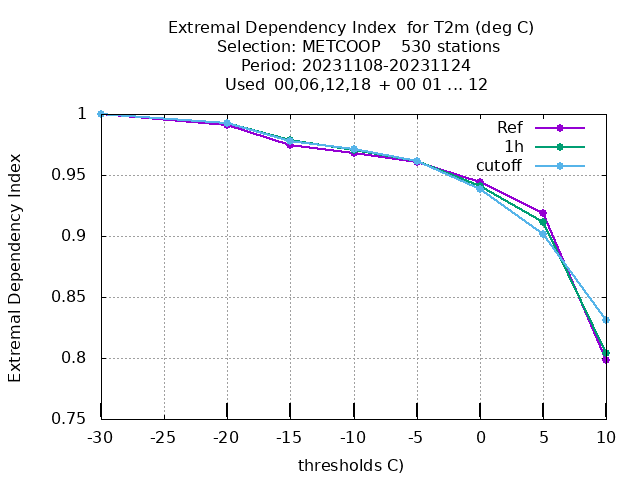 Extremal Dependency Index  for T2m (deg C)
Selection: METCOOP    530 stations
Period: 20231108-20231124
Used  00,06,12,18  + 00 01 ... 12
Extremal Dependency Index
1
0.95
0.9
0.85
0.8
0.75
Ref
1h
cutoff
-30 -25 -20 -15 -10 -5 0 5 10
thresholds C)